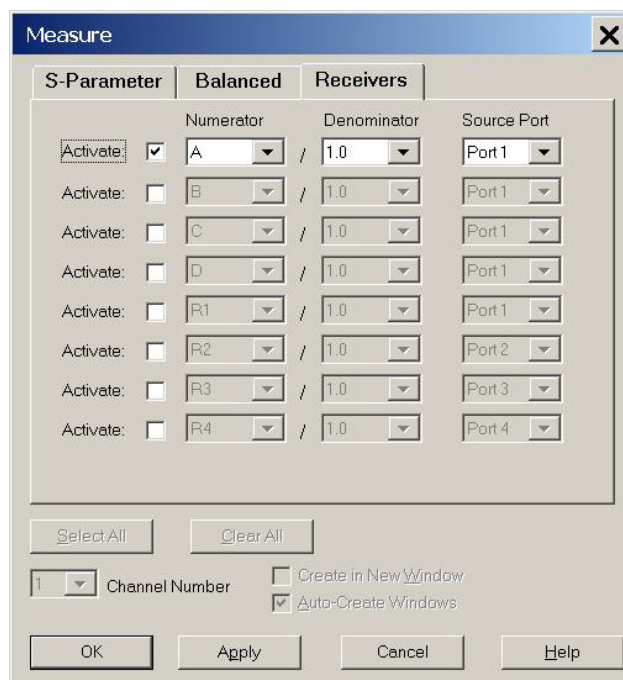 Measure
S-Parameter Balanced Receivers
Numerator Denominator Source Port
Activate: A / 1.0 Port 1
Activate: B / 1.0 Port 1
Activate: C / 1.0 Port 1
Activate: D / 1.0 Port 1
Activate: R1 / 1.0 Port 1
Activate: R2 / 1.0 Port 2
Activate: R3 / 1.0 Port 3
Activate: R4 / 1.0 Port 4
Select All Clear All
1 Channel Number
Create in New Window
Auto-Create Windows
OK Apply Cancel Help